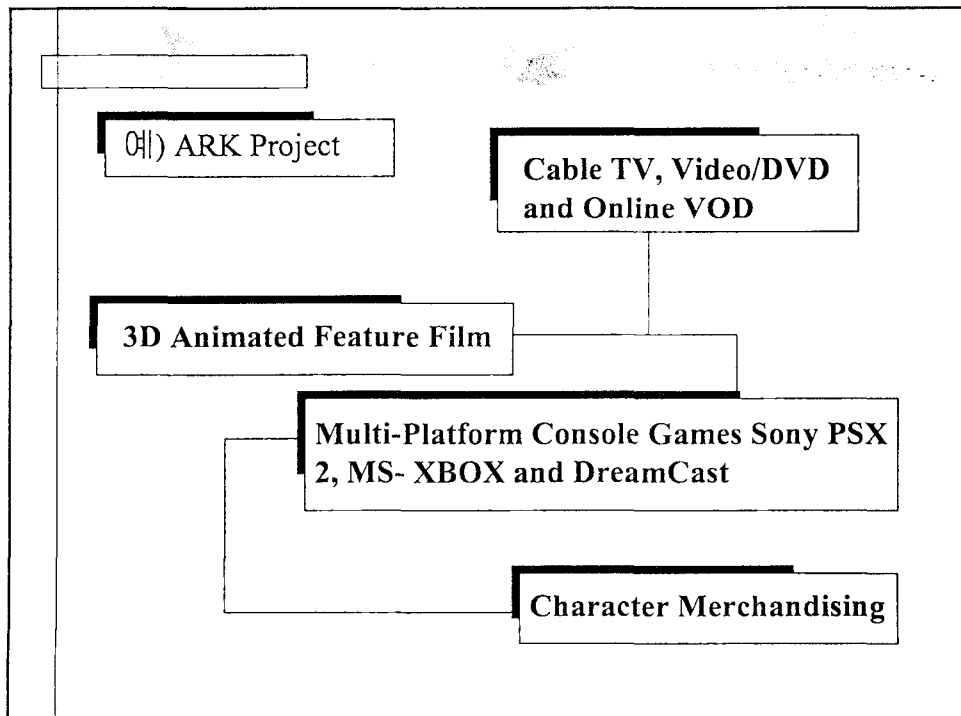 예) ARK Project
Cable TV, Video/DVD
and Online VOD
3D Animated Feature Film
Multi-Platform Console Games Sony PSX
2, MS- XBOX and DreamCast
Character Merchandising